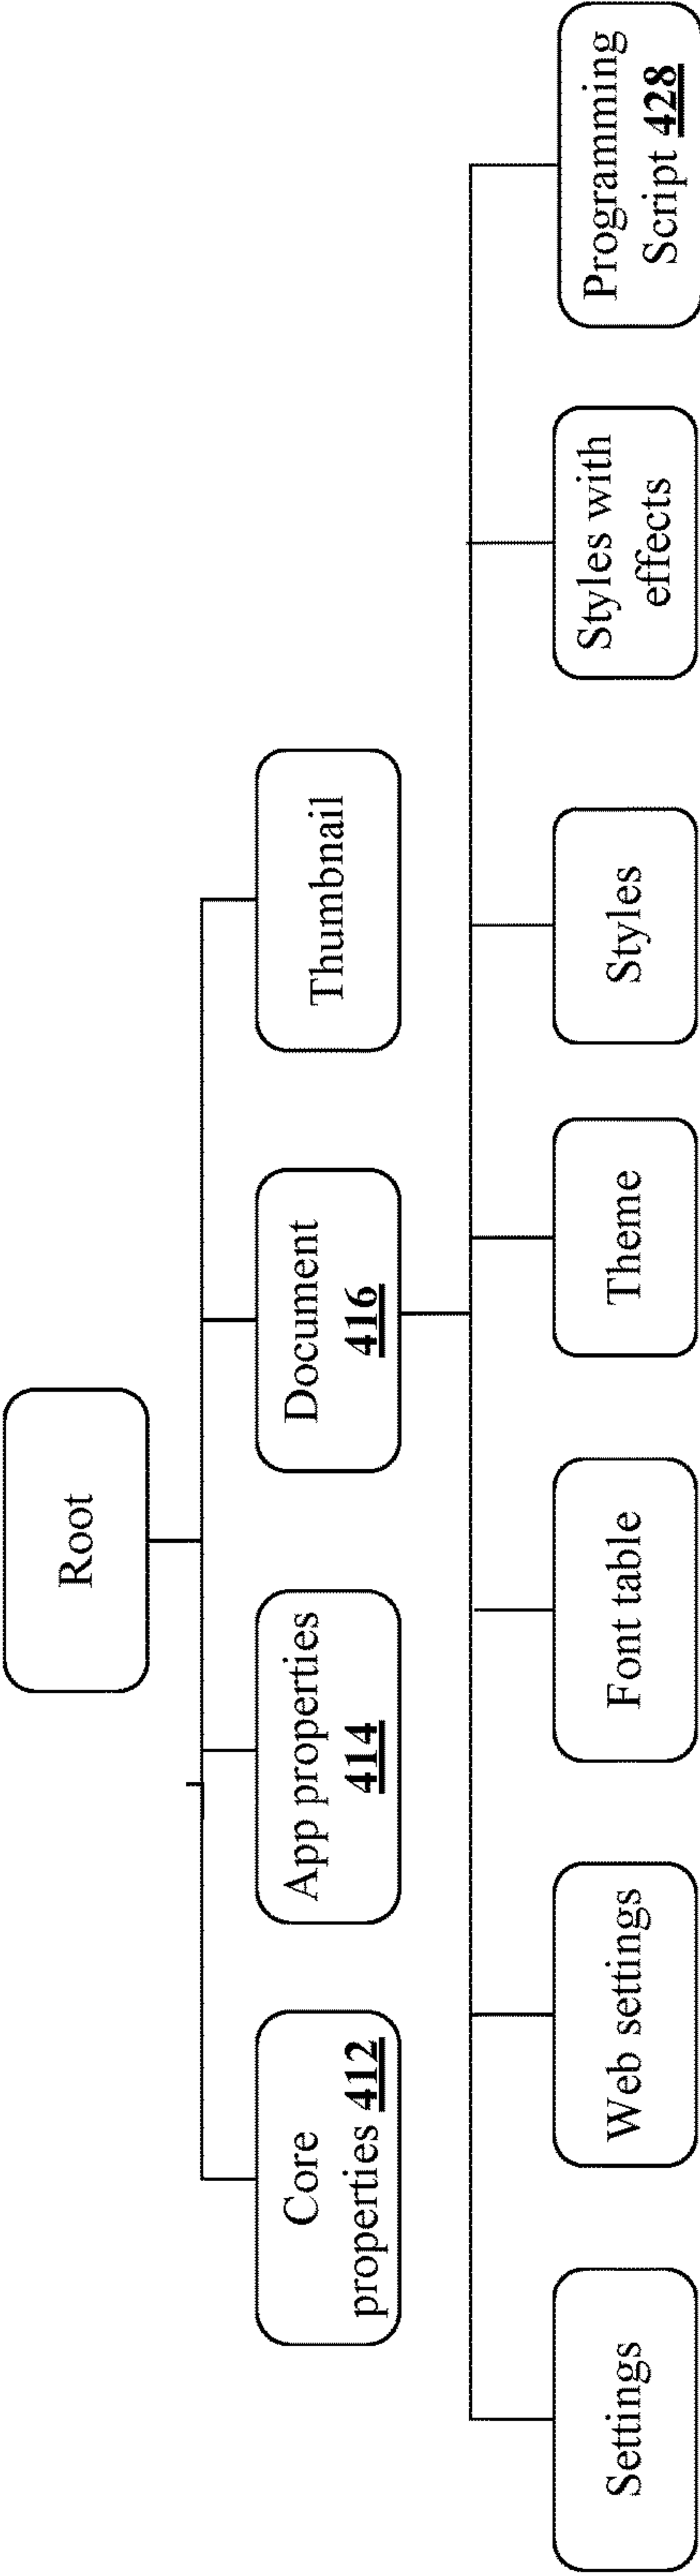 Root
Core
properties 412
App properties
414
Document
416
Thumbnail
Settings
Web settings
Font table
Theme
Styles
Styles with
effects
Programming
Script 428